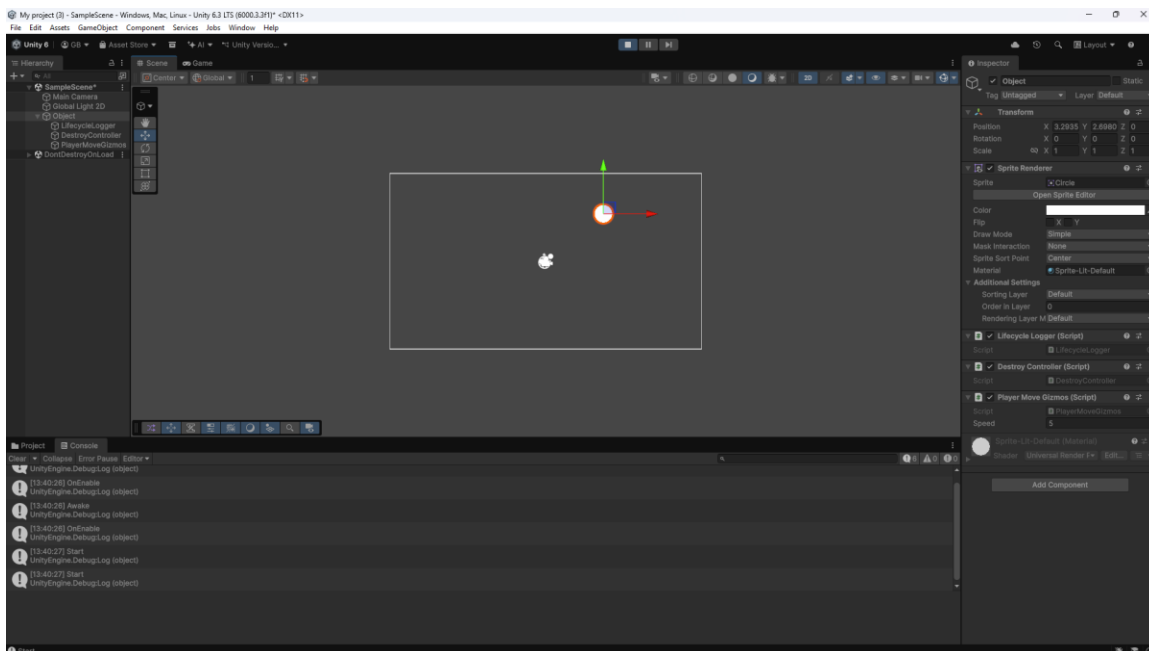 My project (3) - SampleScene - Windows, Mac, Linux - Unity 6.3 LTS (6000.3.3f1)* <DX11>
File Edit Assets GameObject Component Services Jobs Window Help
Unity 6 GB Asset Store AI Unity Versio... Layout
Hierarchy
All
SampleScene*
Main Camera
Global Light 2D
Object
LifecycleLogger
DestroyController
PlayerMoveGizmos
DontDestroyOnLoad
Scene Game
Center Global 1 2D
Inspector
Object Static
Tag Untagged Layer Default
Transform
Position X 3.2935 Y 2.6980 Z 0
Rotation X 0 Y 0 Z 0
Scale X 1 Y 1 Z 1
Sprite Renderer
Sprite Circle
Open Sprite Editor
Color
Flip X Y
Draw Mode Simple
Mask Interaction None
Sprite Sort Point Center
Material Sprite-Lit-Default
Additional Settings
Sorting Layer Default
Order in Layer 0
Rendering Layer M Default
Lifecycle Logger (Script)
Script LifecycleLogger
Destroy Controller (Script)
Script DestroyController
Player Move Gizmos (Script)
Script PlayerMoveGizmos
Speed 5
Sprite-Lit-Default (Material)
Shader Universal Render P Edit...
Add Component
Project Console
Clear Collapse Error Pause Editor 6 0 0
UnityEngine.Debug:Log (object)
[13:40:26] OnEnable
UnityEngine.Debug:Log (object)
[13:40:26] Awake
UnityEngine.Debug:Log (object)
[13:40:26] OnEnable
UnityEngine.Debug:Log (object)
[13:40:27] Start
UnityEngine.Debug:Log (object)
[13:40:27] Start
UnityEngine.Debug:Log (object)
Start